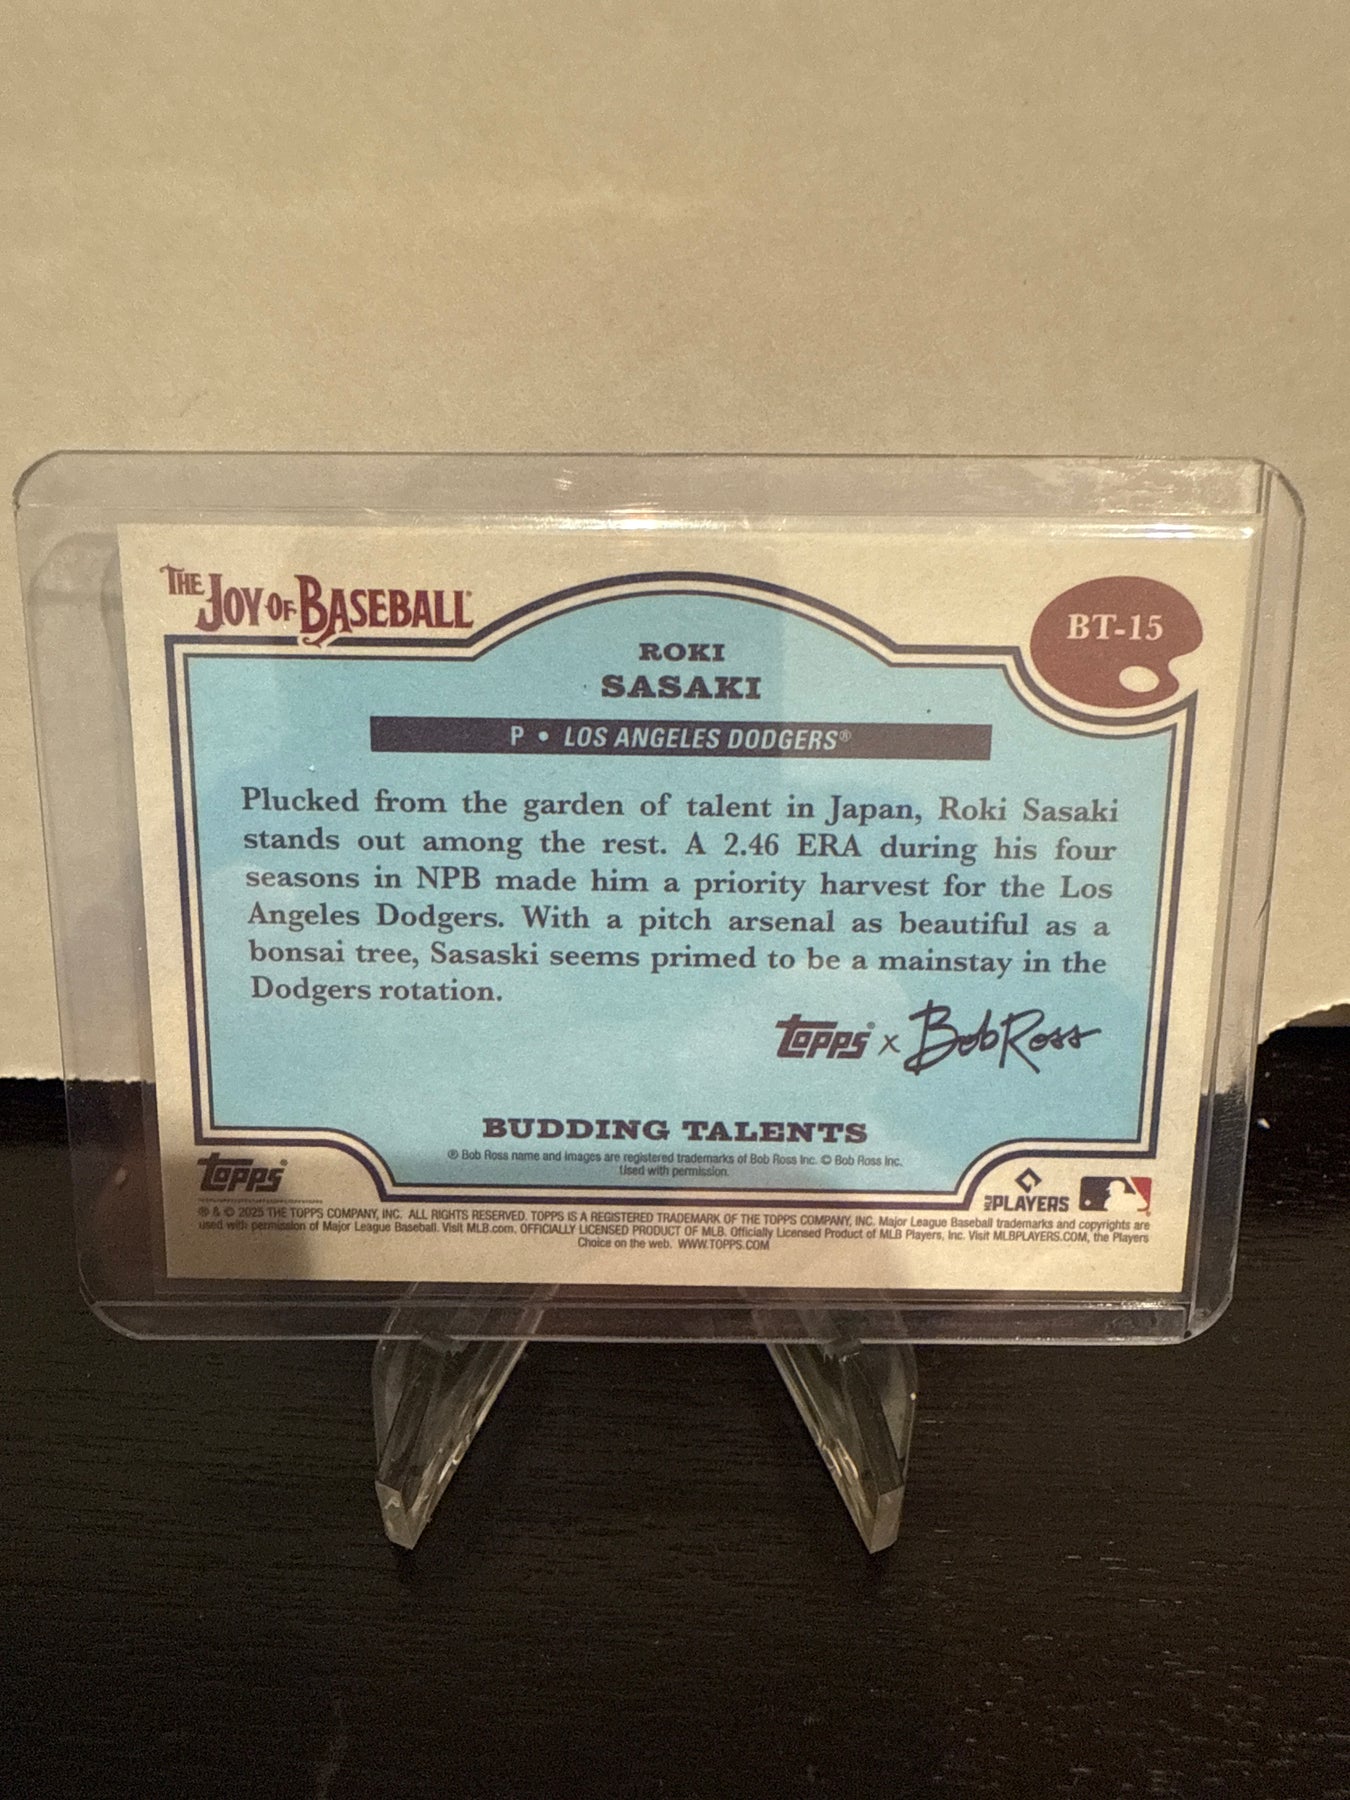 THE JOY OF BASEBALL®
BT-15
ROKI
SASAKI
P • LOS ANGELES DODGERS®
Plucked from the garden of talent in Japan, Roki Sasaki
stands out among the rest. A 2.46 ERA during his four
seasons in NPB made him a priority harvest for the Los
Angeles Dodgers. With a pitch arsenal as beautiful as a
bonsai tree, Sasaski seems primed to be a mainstay in the
Dodgers rotation.
topps® x Bob Ross
BUDDING TALENTS
® Bob Ross name and images are registered trademarks of Bob Ross Inc. © Bob Ross Inc.
Used with permission.
topps®
MLB PLAYERS
® & © 2025 THE TOPPS COMPANY, INC. ALL RIGHTS RESERVED. TOPPS IS A REGISTERED TRADEMARK OF THE TOPPS COMPANY, INC. Major League Baseball trademarks and copyrights are
used with permission of Major League Baseball. Visit MLB.com. OFFICIALLY LICENSED PRODUCT OF MLB. Officially Licensed Product of MLB Players, Inc. Visit MLBPLAYERS.COM, the Players
Choice on the web. WWW.TOPPS.COM